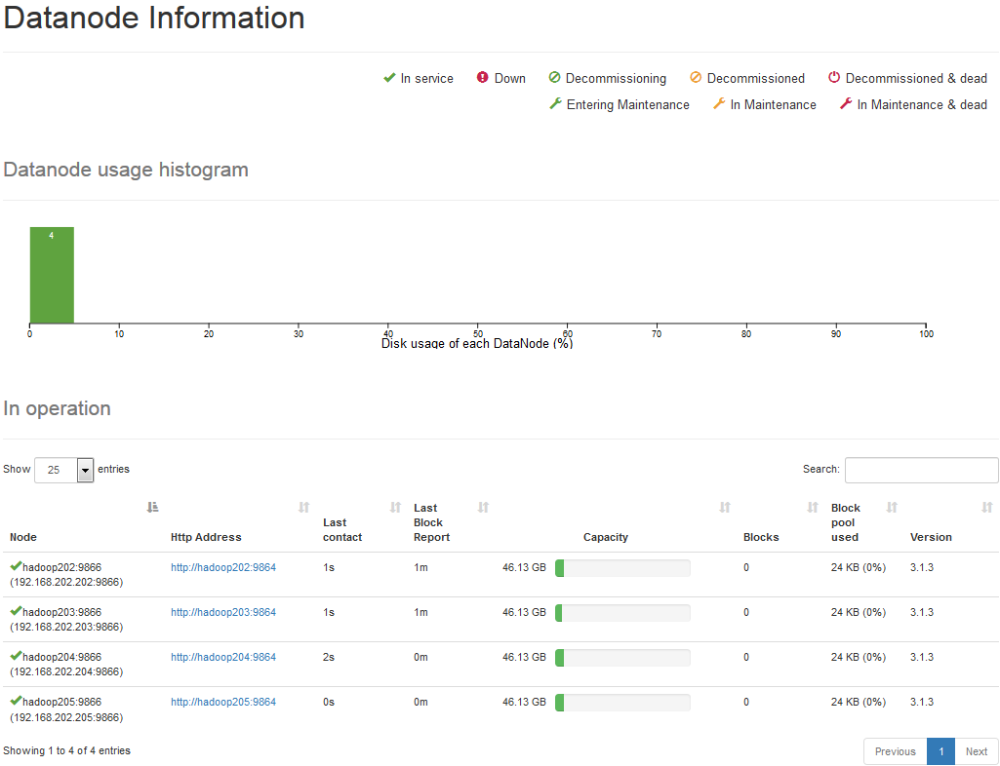 Datanode Information
In service Down Decommissioning Decommissioned Decommissioned & dead
Entering Maintenance In Maintenance In Maintenance & dead
Datanode usage histogram
4
0 10 20 30 40 50 60 70 80 90 100
Disk usage of each DataNode (%)
In operation
Show 25 entries Search:
Node Http Address Last contact Last Block Report Capacity Blocks Block pool used Version
hadoop202:9866 http://hadoop202:9864 1s 1m 46.13 GB 0 24 KB (0%) 3.1.3
(192.168.202.202:9866)
hadoop203:9866 http://hadoop203:9864 1s 1m 46.13 GB 0 24 KB (0%) 3.1.3
(192.168.202.203:9866)
hadoop204:9866 http://hadoop204:9864 2s 0m 46.13 GB 0 24 KB (0%) 3.1.3
(192.168.202.204:9866)
hadoop205:9866 http://hadoop205:9864 0s 0m 46.13 GB 0 24 KB (0%) 3.1.3
(192.168.202.205:9866)
Showing 1 to 4 of 4 entries Previous 1 Next